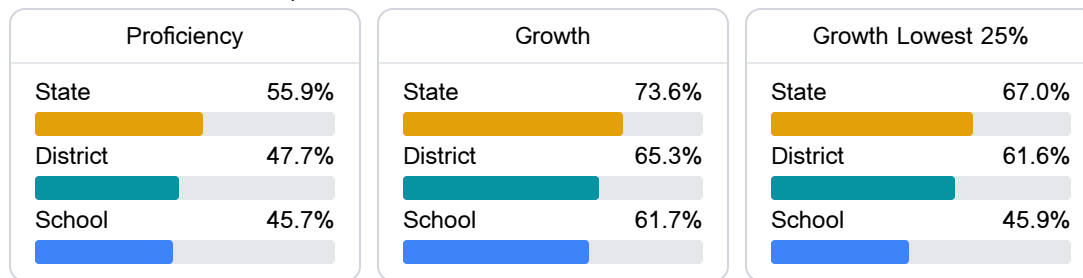 Proficiency
State 55.9%
District 47.7%
School 45.7%
Growth
State 73.6%
District 65.3%
School 61.7%
Growth Lowest 25%
State 67.0%
District 61.6%
School 45.9%